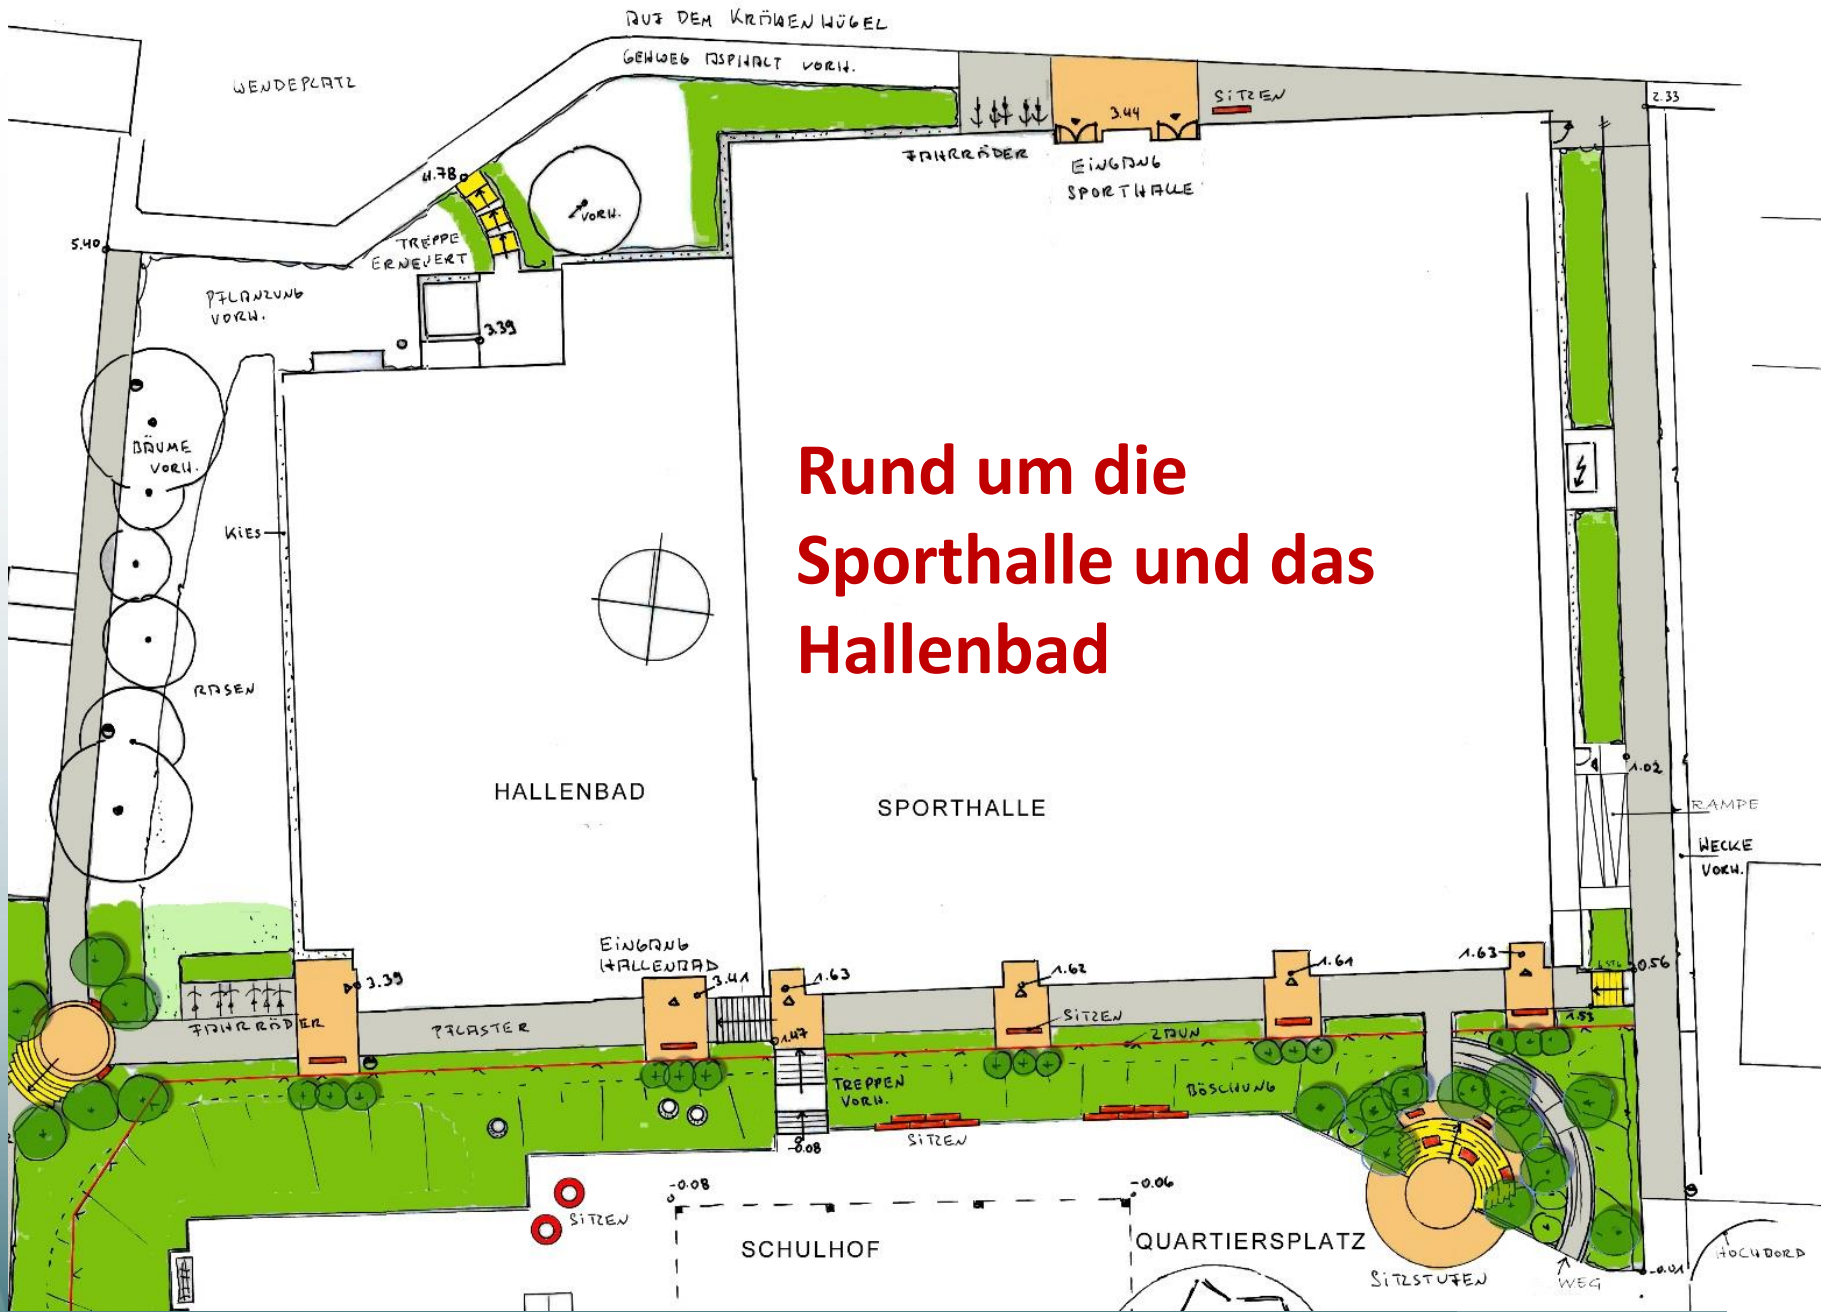 AUF DEM KRÄHENHÜGEL
GEHWEG ASPHALT VORH.
WENDEPLATZ
SITZEN
2.33
3.44
FAHRRÄDER
EINGANG
SPORTHALLE
4.78
VORH.
5.40
TREPPE
ERNEUERT
PFLANZUNG
VORH.
3.39
BÄUME
VORH.
KIES
Rund um die
Sporthalle und das
Hallenbad
RASEN
HALLENBAD
SPORTHALLE
1.02
RAMPE
HECKE
VORH.
EINGANG
HALLENBAD
3.39
3.41
1.63
1.62
1.61
1.63
0.56
FAHRRÄDER
PFLASTER
SITZEN
ZAUN
1.53
1.47
TREPPEN
VORH.
BÖSCHUNG
SITZEN
-0.08
-0.08
-0.06
SITZEN
SCHULHOF
QUARTIERSPLATZ
SITZSTUFEN
WEG
-0.01
HOCHBORD